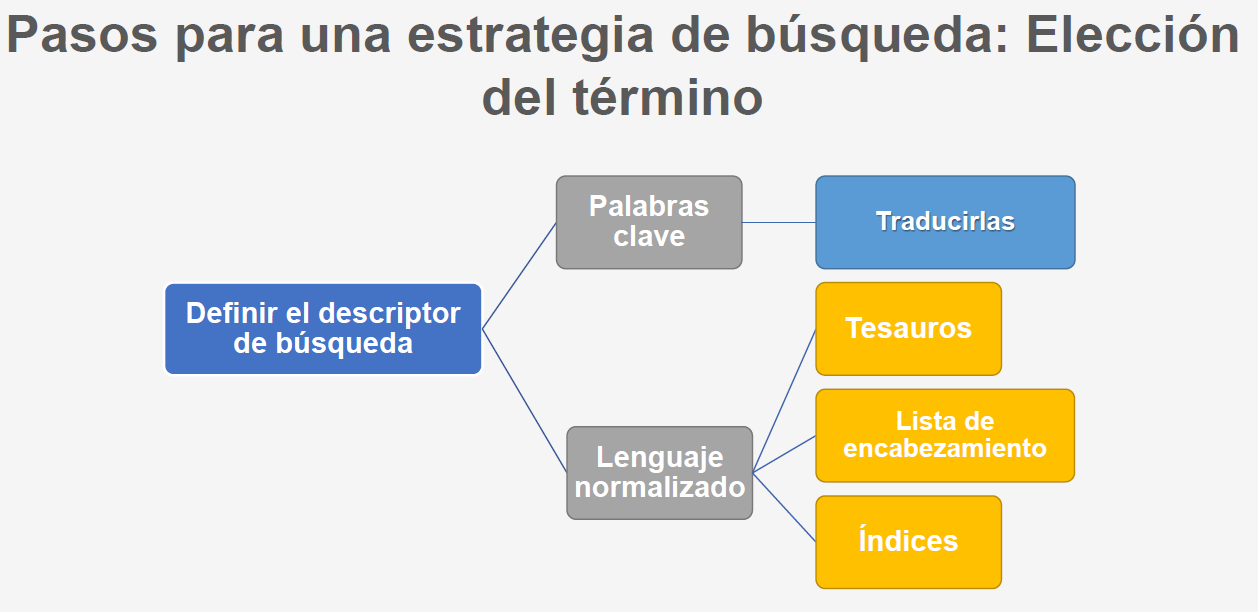 Pasos para una estrategia de búsqueda: Elección
del término
Palabras
clave
Traducirlas
Definir el descriptor
de búsqueda
Tesauros
Lista de
encabezamiento
Lenguaje
normalizado
Índices